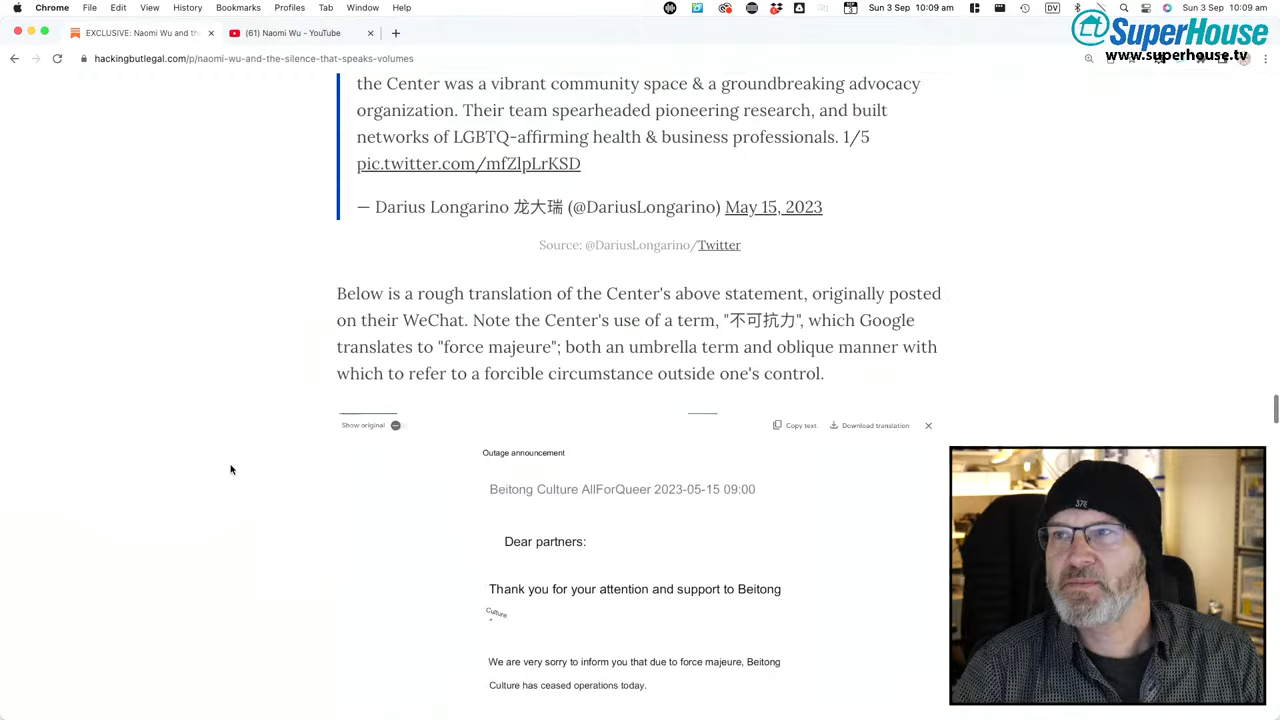 Chrome File Edit View History Bookmarks Profiles Tab Window Help
Sun 3 Sep 10:09 am DV Sun 3 Sep 10:09 am
EXCLUSIVE: Naomi Wu and the
(61) Naomi Wu - YouTube
SuperHouse
www.superhouse.tv
hackingbutlegal.com/p/naomi-wu-and-the-silence-that-speaks-volumes
the Center was a vibrant community space & a groundbreaking advocacy
organization. Their team spearheaded pioneering research, and built
networks of LGBTQ-affirming health & business professionals. 1/5
pic.twitter.com/mfZlpLrKSD
— Darius Longarino 龙大瑞 (@DariusLongarino) May 15, 2023
Source: @DariusLongarino/Twitter
Below is a rough translation of the Center's above statement, originally posted
on their WeChat. Note the Center's use of a term, "不可抗力", which Google
translates to "force majeure"; both an umbrella term and oblique manner with
which to refer to a forcible circumstance outside one's control.
Show original
Copy text Download translation
Outage announcement
Beitong Culture AllForQueer 2023-05-15 09:00
Dear partners:
Thank you for your attention and support to Beitong
Culture
We are very sorry to inform you that due to force majeure, Beitong
Culture has ceased operations today.